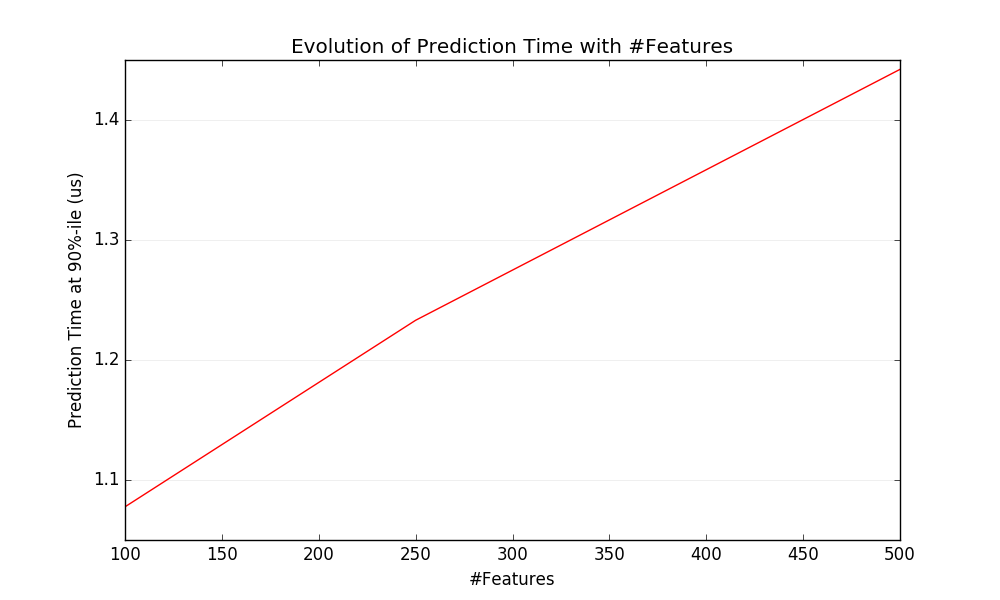 Evolution of Prediction Time with #Features
Prediction Time at 90%-ile (us)
1.4
1.3
1.2
1.1
100 150 200 250 300 350 400 450 500
#Features